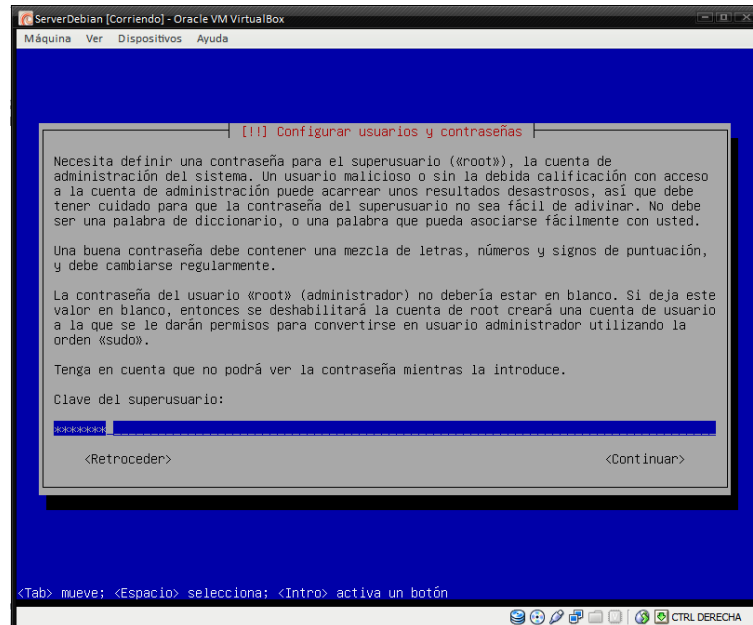 ServerDebian [Corriendo] - Oracle VM VirtualBox
Máquina Ver Dispositivos Ayuda
[!!] Configurar usuarios y contraseñas
Necesita definir una contraseña para el superusuario («root»), la cuenta de
administración del sistema. Un usuario malicioso o sin la debida calificación con acceso
a la cuenta de administración puede acarrear unos resultados desastrosos, así que debe
tener cuidado para que la contraseña del superusuario no sea fácil de adivinar. No debe
ser una palabra de diccionario, o una palabra que pueda asociarse fácilmente con usted.
Una buena contraseña debe contener una mezcla de letras, números y signos de puntuación,
y debe cambiarse regularmente.
La contraseña del usuario «root» (administrador) no debería estar en blanco. Si deja este
valor en blanco, entonces se deshabilitará la cuenta de root creará una cuenta de usuario
a la que se le darán permisos para convertirse en usuario administrador utilizando la
orden «sudo».
Tenga en cuenta que no podrá ver la contraseña mientras la introduce.
Clave del superusuario:
*******
<Retroceder> <Continuar>
<Tab> mueve; <Espacio> selecciona; <Intro> activa un botón
CTRL DERECHA